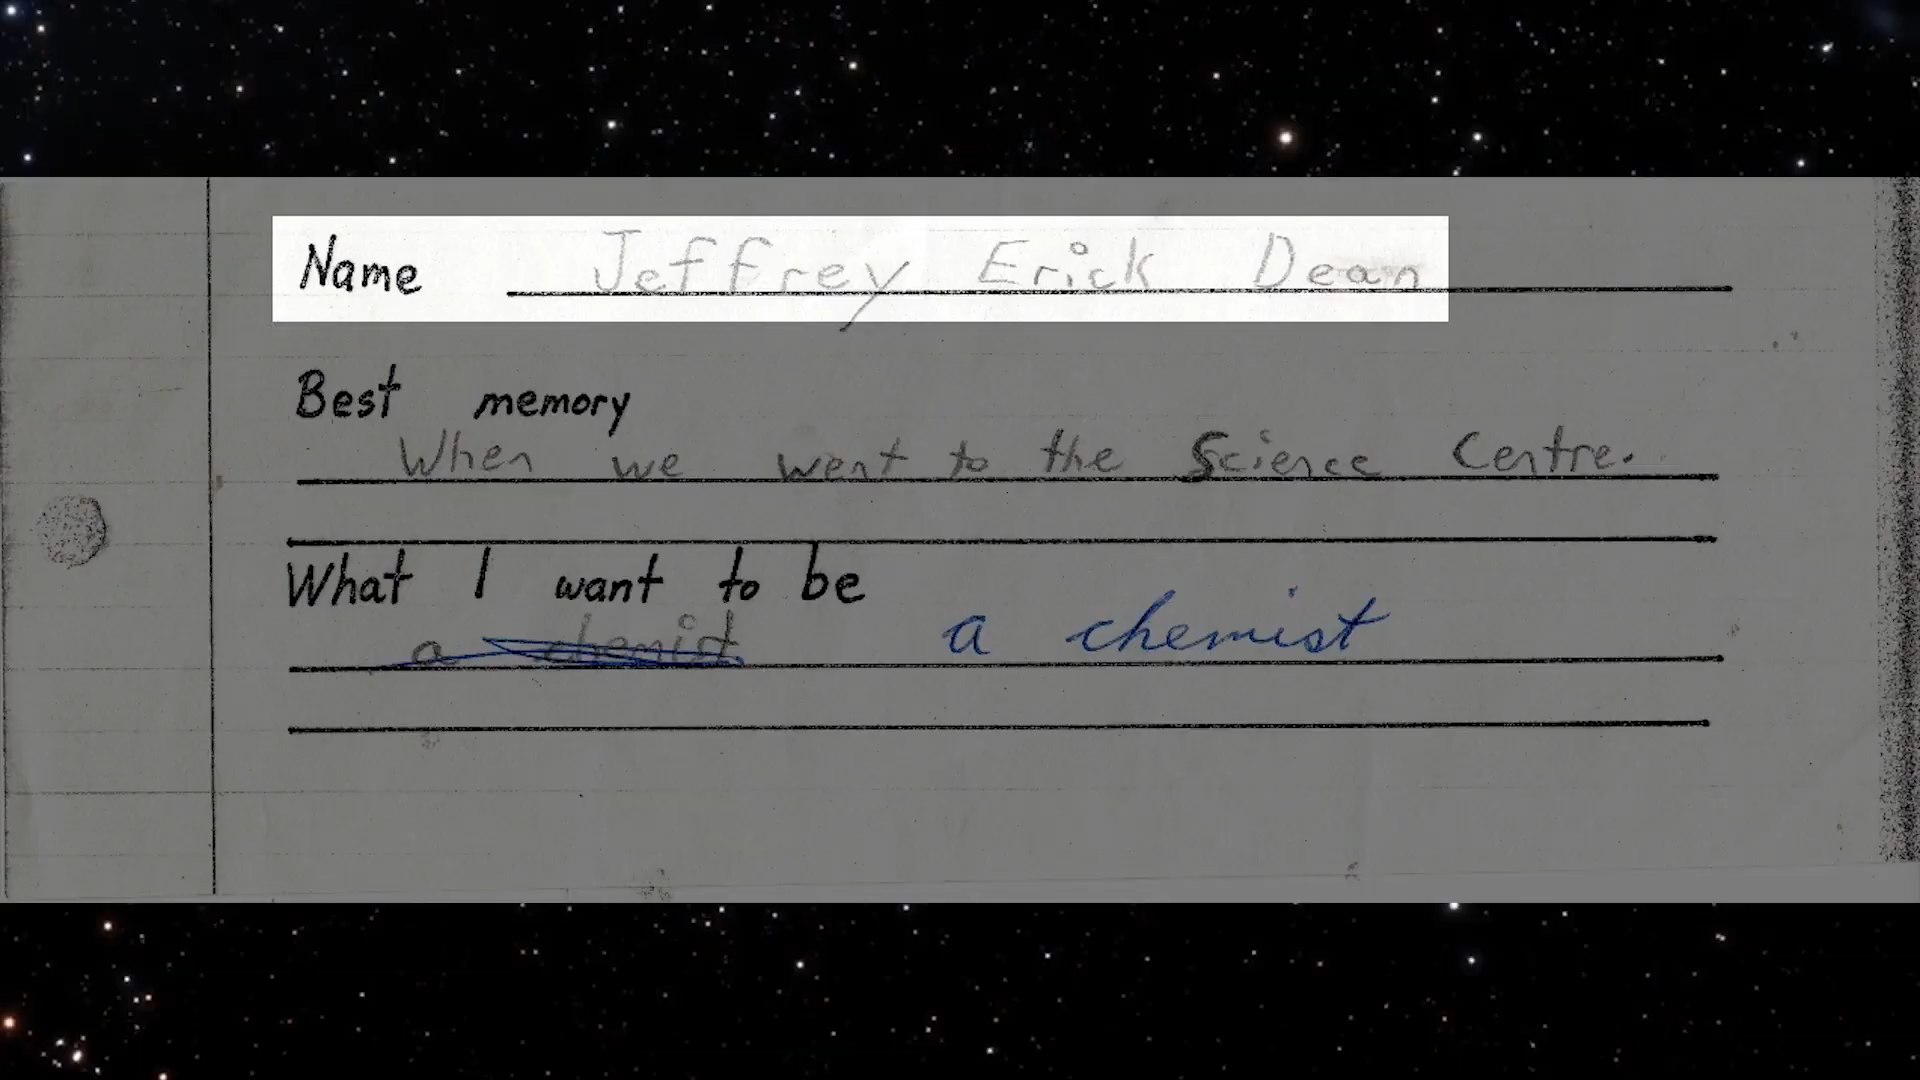 Name Jeffrey Erick Dean
Best memory
When we went to the Science Centre.
What I want to be
a chemist a chemist